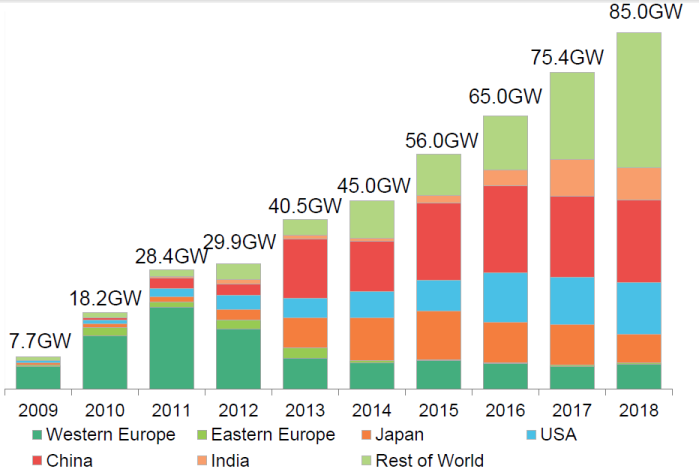 85.0GW
75.4GW
65.0GW
56.0GW
45.0GW
40.5GW
29.9GW
28.4GW
18.2GW
7.7GW
2009 2010 2011 2012 2013 2014 2015 2016 2017 2018
Western Europe Eastern Europe Japan USA
China India Rest of World